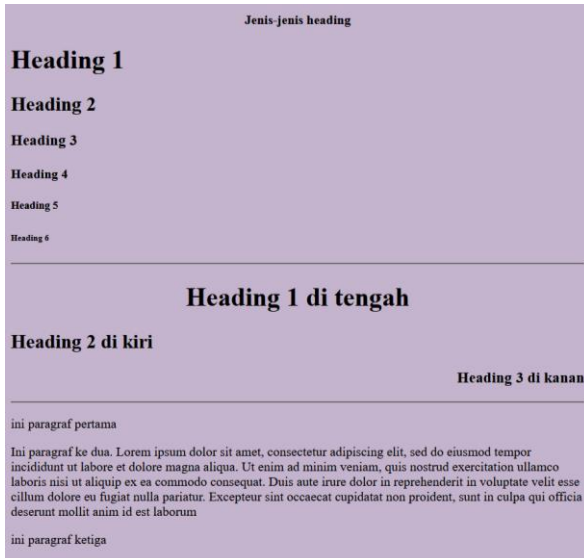 Jenis-jenis heading
Heading 1
Heading 2
Heading 3
Heading 4
Heading 5
Heading 6
Heading 1 di tengah
Heading 2 di kiri
Heading 3 di kanan
ini paragraf pertama
Ini paragraf ke dua. Lorem ipsum dolor sit amet, consectetur adipiscing elit, sed do eiusmod tempor
incididunt ut labore et dolore magna aliqua. Ut enim ad minim veniam, quis nostrud exercitation ullamco
laboris nisi ut aliquip ex ea commodo consequat. Duis aute irure dolor in reprehenderit in voluptate velit esse
cillum dolore eu fugiat nulla pariatur. Excepteur sint occaecat cupidatat non proident, sunt in culpa qui officia
deserunt mollit anim id est laborum
ini paragraf ketiga